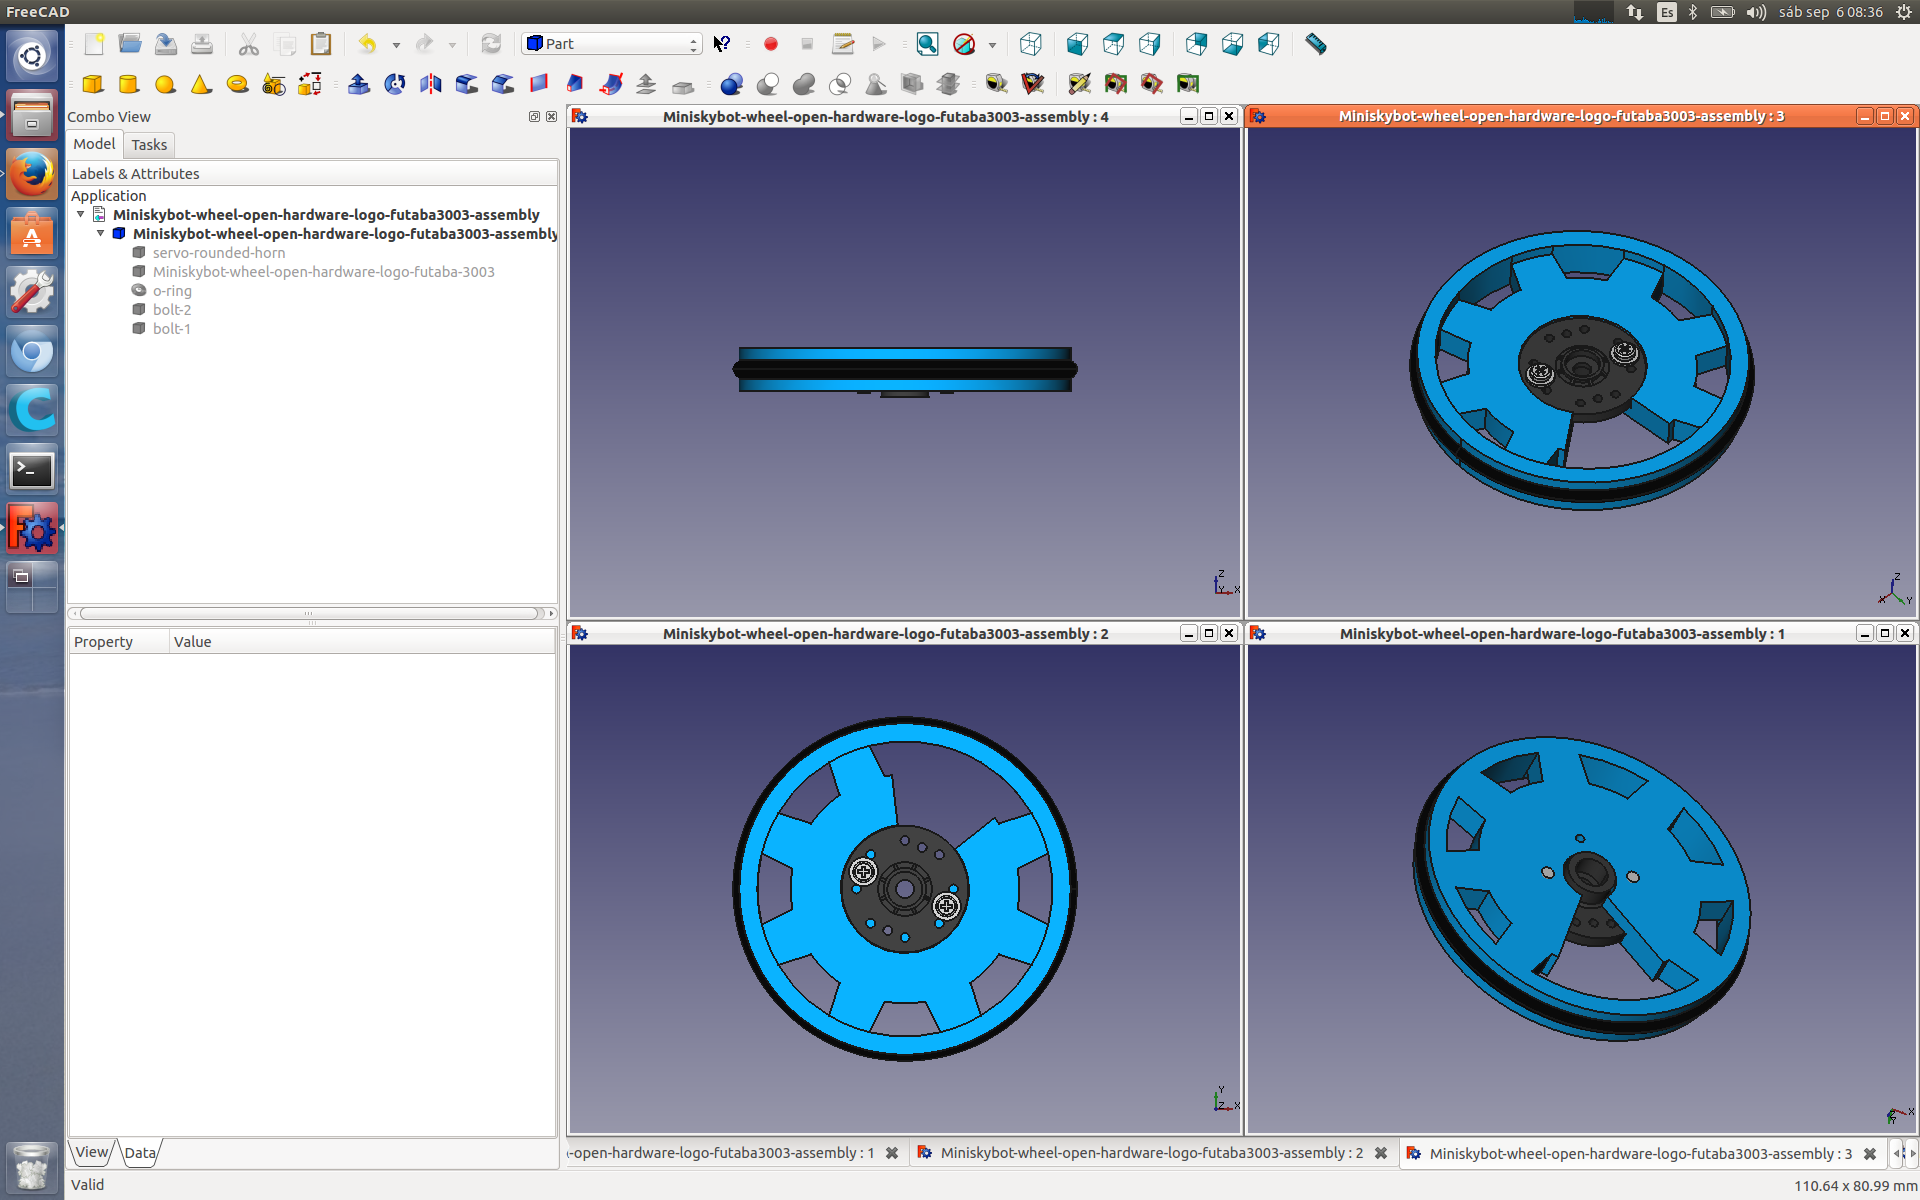 FreeCAD
Es
sáb sep 6 08:36
Part
Combo View
Model
Tasks
Labels & Attributes
Application
Miniskybot-wheel-open-hardware-logo-futaba3003-assembly
Miniskybot-wheel-open-hardware-logo-futaba3003-assembly
servo-rounded-horn
Miniskybot-wheel-open-hardware-logo-futaba-3003
o-ring
bolt-2
bolt-1
Property
Value
View
Data
Miniskybot-wheel-open-hardware-logo-futaba3003-assembly : 4
Z
Y
X
Miniskybot-wheel-open-hardware-logo-futaba3003-assembly : 3
Z
X
Y
Miniskybot-wheel-open-hardware-logo-futaba3003-assembly : 2
Y
Z
X
Miniskybot-wheel-open-hardware-logo-futaba3003-assembly : 1
X
Y
-open-hardware-logo-futaba3003-assembly : 1
Miniskybot-wheel-open-hardware-logo-futaba3003-assembly : 2
Miniskybot-wheel-open-hardware-logo-futaba3003-assembly : 3
Valid
110.64 x 80.99 mm